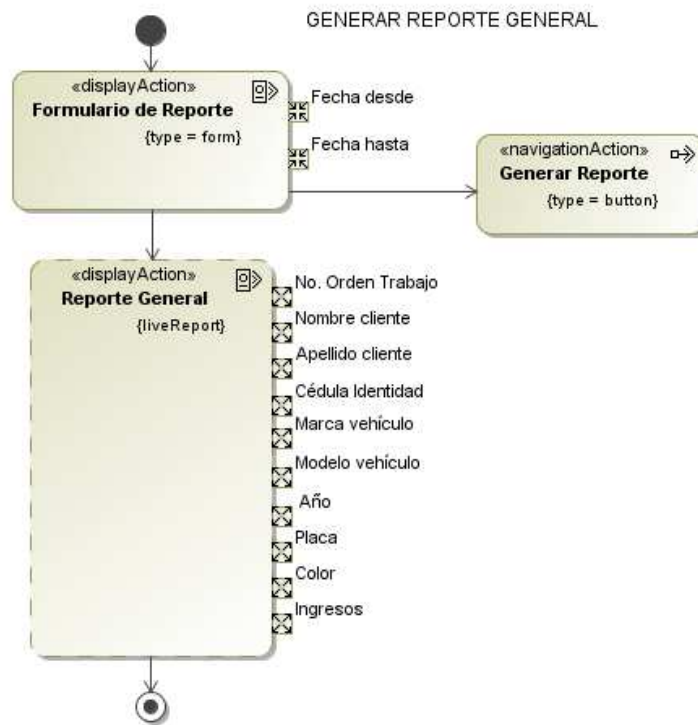 GENERAR REPORTE GENERAL
«displayAction»
Formulario de Reporte
{type = form}
Fecha desde
Fecha hasta
«navigationAction»
Generar Reporte
{type = button}
«displayAction»
Reporte General
{liveReport}
No. Orden Trabajo
Nombre cliente
Apellido cliente
Cédula Identidad
Marca vehículo
Modelo vehículo
Año
Placa
Color
Ingresos